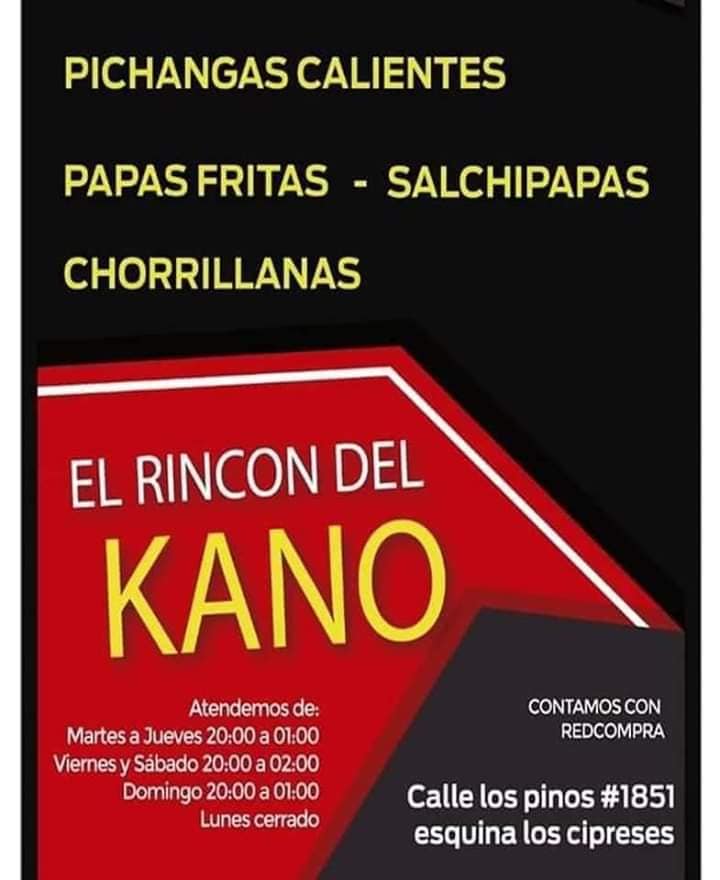 PICHANGAS CALIENTES
PAPAS FRITAS - SALCHIPAPAS
CHORRILLANAS
EL RINCON DEL
KANO
Atendemos de:
Martes a Jueves 20:00 a 01:00
Viernes y Sábado 20:00 a 02:00
Domingo 20:00 a 01:00
Lunes cerrado
CONTAMOS CON
REDCOMPRA
Calle los pinos #1851
esquina los cipreses